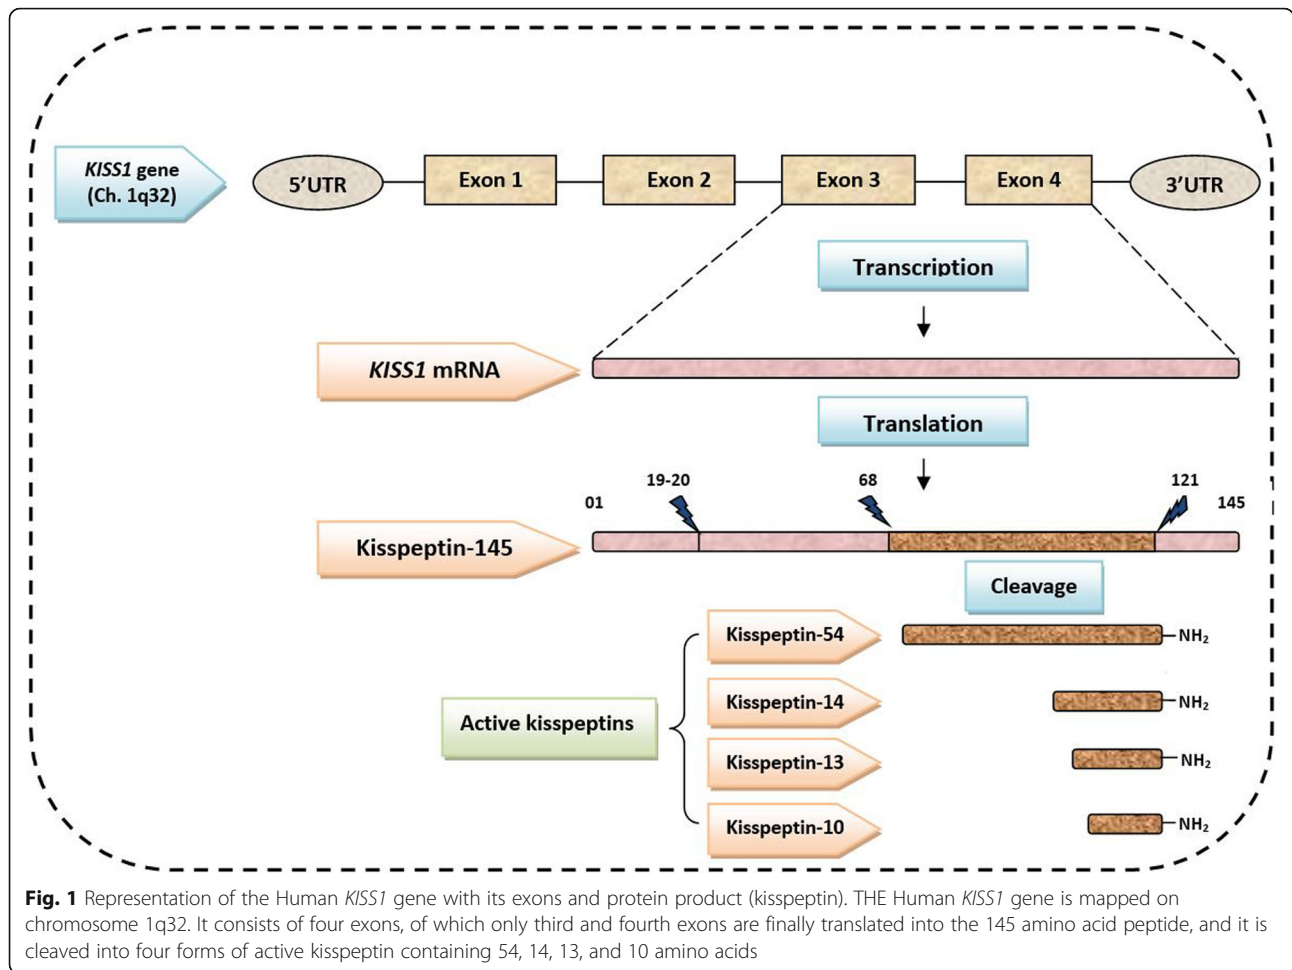 KISS1 gene
(Ch. 1q32)
5’UTR
Exon 1
Exon 2
Exon 3
Exon 4
3’UTR
Transcription
KISS1 mRNA
Translation
01
19-20
68
121
145
Kisspeptin-145
Cleavage
Kisspeptin-54
NH2
Active kisspeptins
Kisspeptin-14
NH2
Kisspeptin-13
NH2
Kisspeptin-10
NH2
Fig. 1 Representation of the Human KISS1 gene with its exons and protein product (kisspeptin). THE Human KISS1 gene is mapped on
chromosome 1q32. It consists of four exons, of which only third and fourth exons are finally translated into the 145 amino acid peptide, and it is
cleaved into four forms of active kisspeptin containing 54, 14, 13, and 10 amino acids